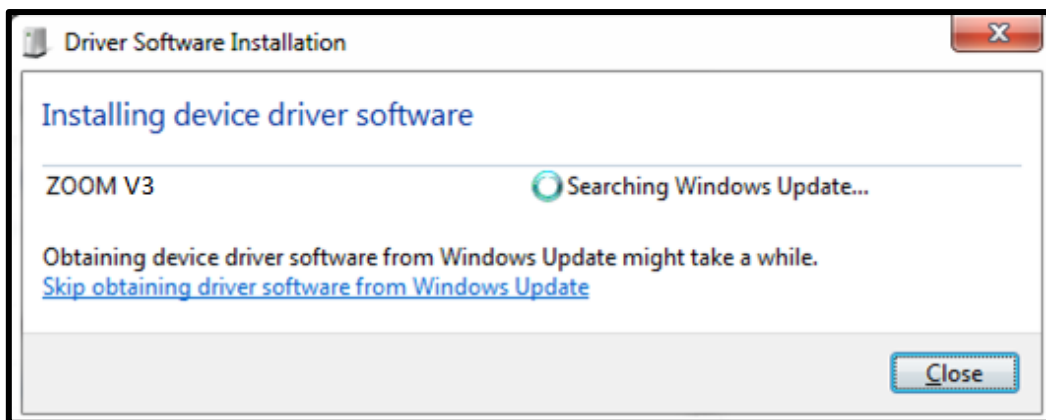 Driver Software Installation
Installing device driver software
ZOOM V3 Searching Windows Update...
Obtaining device driver software from Windows Update might take a while.
Skip obtaining driver software from Windows Update
Close